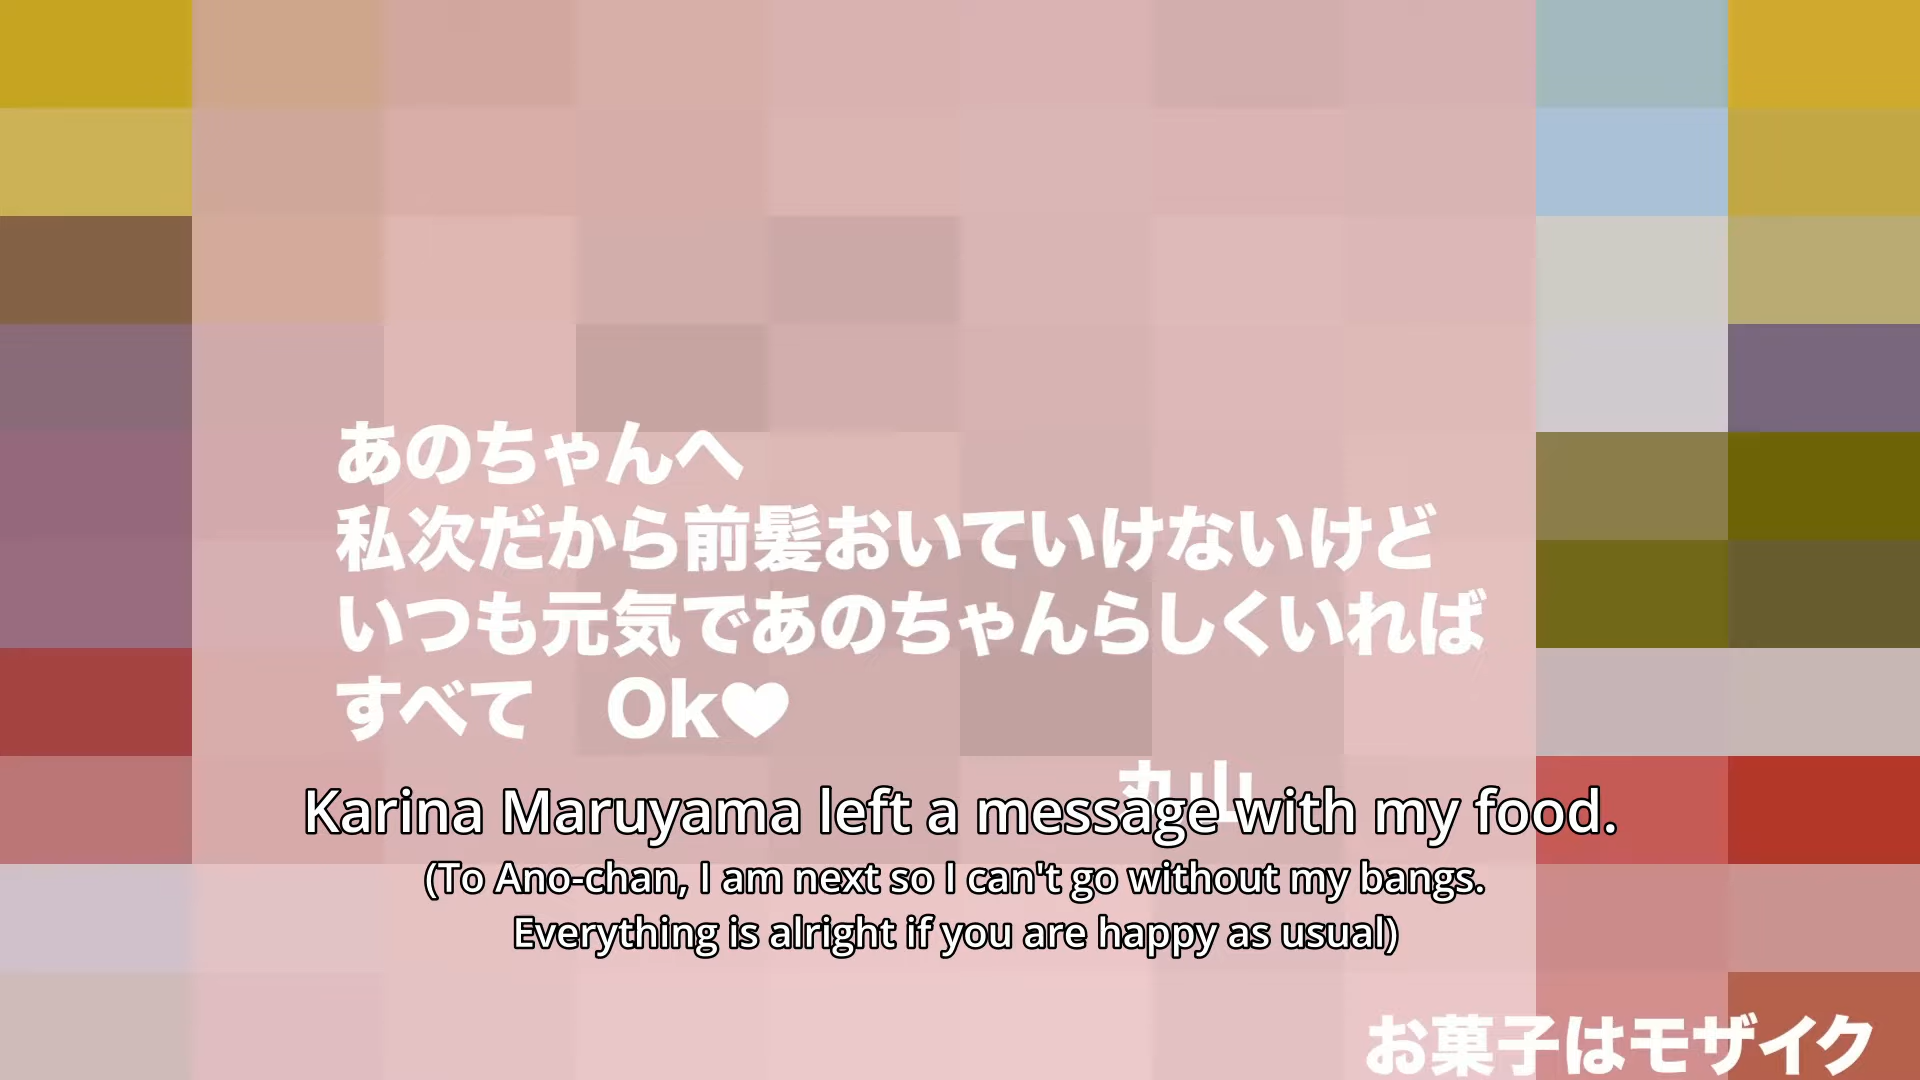 あのちゃんへ
私次だから前髪おいていけないけど
いつも元気であのちゃんらしくいれば
すべて　Ok♥
丸山
Karina Maruyama left a message with my food.
(To Ano-chan, I am next so I can't go without my bangs.
Everything is alright if you are happy as usual)
お菓子はモザイク